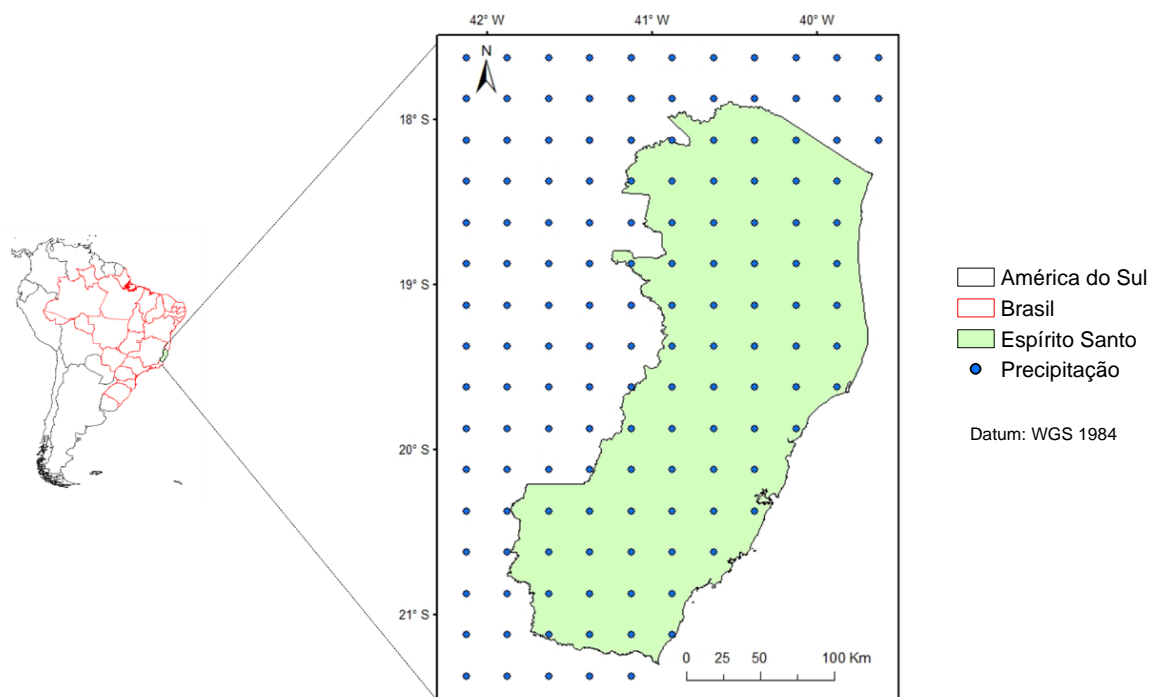 42° W 41° W 40° W
N
18° S
19° S
20° S
21° S
0 25 50 100 Km
América do Sul
Brasil
Espírito Santo
Precipitação
Datum: WGS 1984